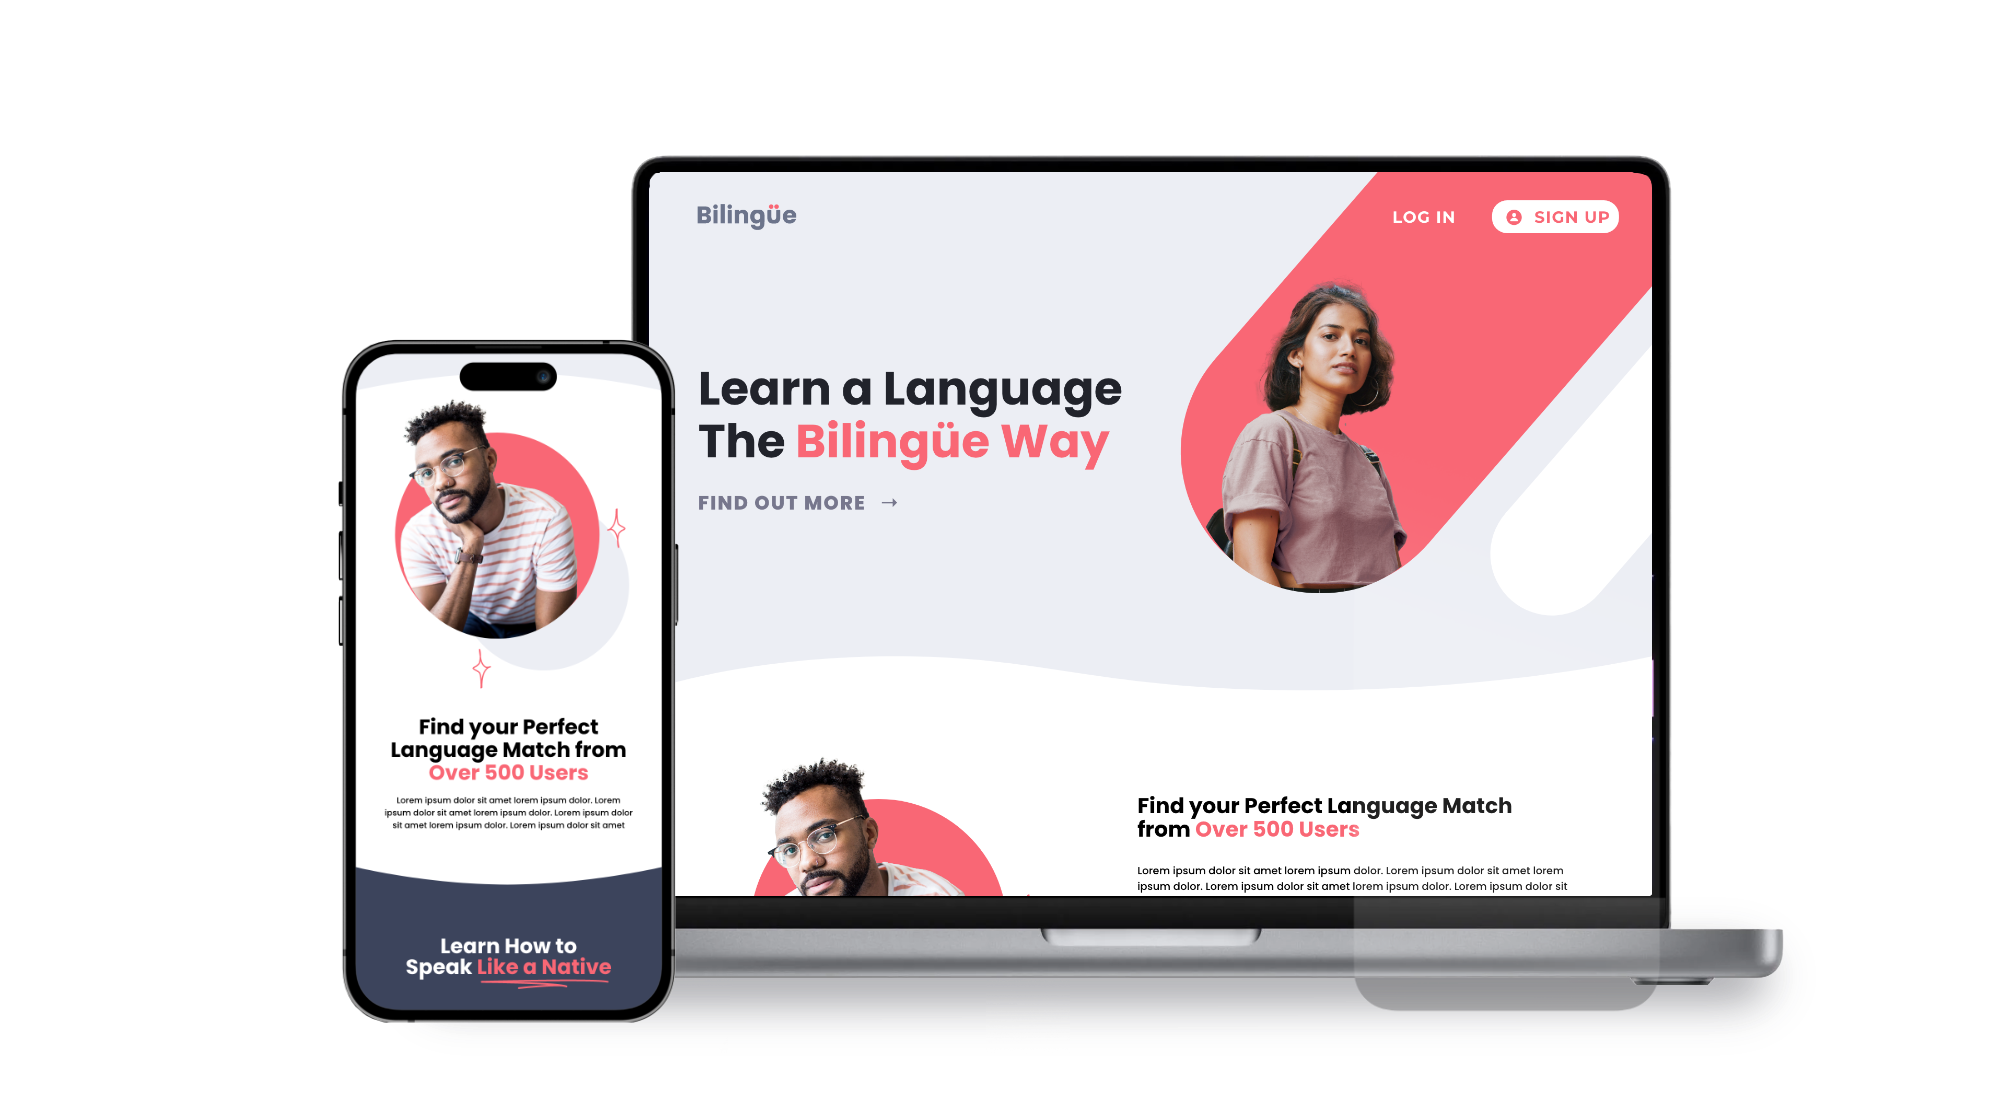 Bilingüe
LOG IN
SIGN UP
Learn a Language
The Bilingüe Way
FIND OUT MORE →
Find your Perfect Language Match
from Over 500 Users
Lorem ipsum dolor sit amet lorem ipsum dolor. Lorem ipsum dolor sit amet lorem
ipsum dolor. Lorem ipsum dolor sit amet lorem ipsum dolor. Lorem ipsum dolor sit
Find your Perfect
Language Match from
Over 500 Users
Lorem ipsum dolor sit amet lorem ipsum dolor. Lorem
ipsum dolor sit amet lorem ipsum dolor. Lorem ipsum dolor
sit amet lorem ipsum dolor. Lorem ipsum dolor sit amet
Learn How to
Speak Like a Native